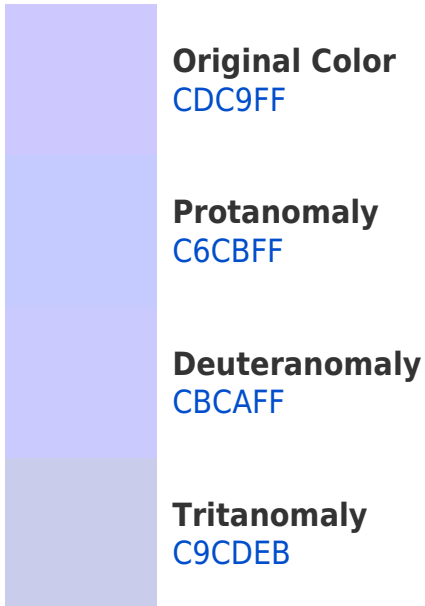 Original Color
CDC9FF
Protanomaly
C6CBFF
Deuteranomaly
CBCAFF
Tritanomaly
C9CDEB